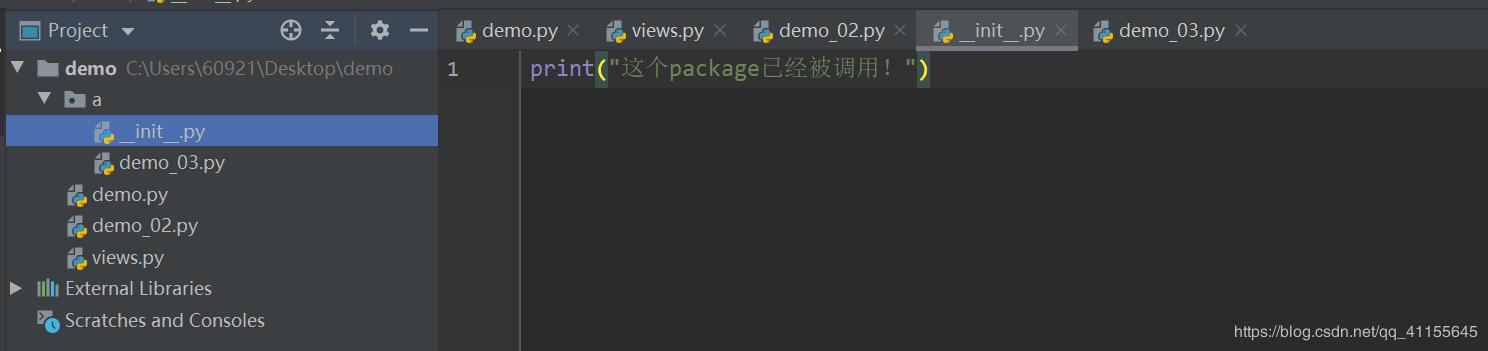 Project
demo C:\Users\60921\Desktop\demo
a
__init__.py
demo_03.py
demo.py
demo_02.py
views.py
External Libraries
Scratches and Consoles
demo.py views.py demo_02.py __init__.py demo_03.py
1 print("这个package已经被调用！")
https://blog.csdn.net/qq_41155645